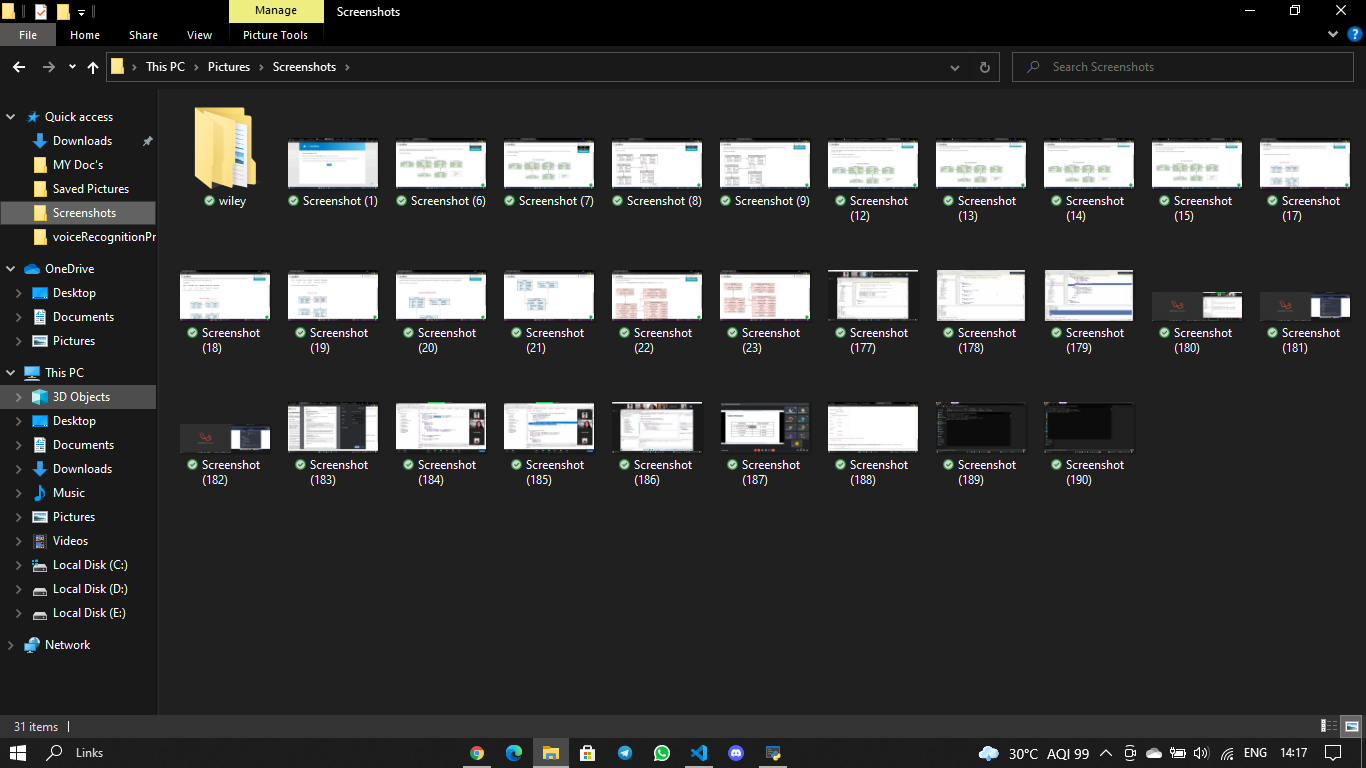 Manage
Screenshots
File
Home
Share
View
Picture Tools
This PC
Pictures
Screenshots
Search Screenshots
Quick access
Downloads
MY Doc's
Saved Pictures
Screenshots
voiceRecognitionPr
OneDrive
Desktop
Documents
Pictures
This PC
3D Objects
Desktop
Documents
Downloads
Music
Pictures
Videos
Local Disk (C:)
Local Disk (D:)
Local Disk (E:)
Network
wiley
Screenshot (1)
Screenshot (6)
Screenshot (7)
Screenshot (8)
Screenshot (9)
Screenshot
(12)
Screenshot
(13)
Screenshot
(14)
Screenshot
(15)
Screenshot
(17)
Screenshot
(18)
Screenshot
(19)
Screenshot
(20)
Screenshot
(21)
Screenshot
(22)
Screenshot
(23)
Screenshot
(177)
Screenshot
(178)
Screenshot
(179)
Screenshot
(180)
Screenshot
(181)
Screenshot
(182)
Screenshot
(183)
Screenshot
(184)
Screenshot
(185)
Screenshot
(186)
Screenshot
(187)
Screenshot
(188)
Screenshot
(189)
Screenshot
(190)
31 items
Links
30°C AQI 99
ENG
14:17